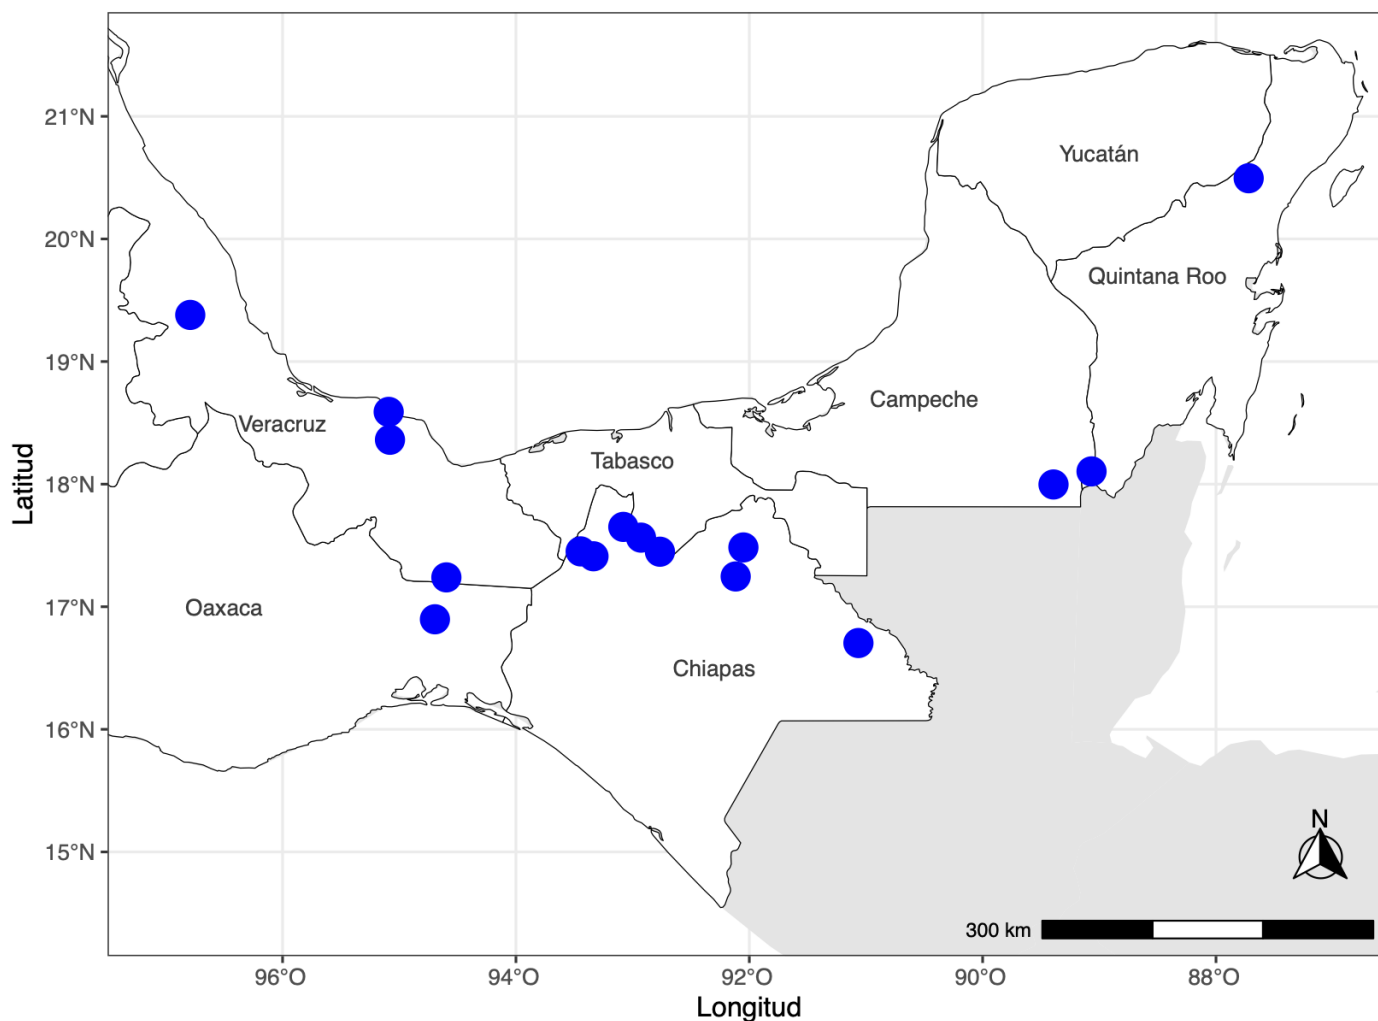 21°N
20°N
19°N
18°N
17°N
16°N
15°N
Latitud
Yucatán
Quintana Roo
Campeche
Veracruz
Tabasco
Oaxaca
Chiapas
N
300 km
96°O 94°O 92°O 90°O 88°O
Longitud